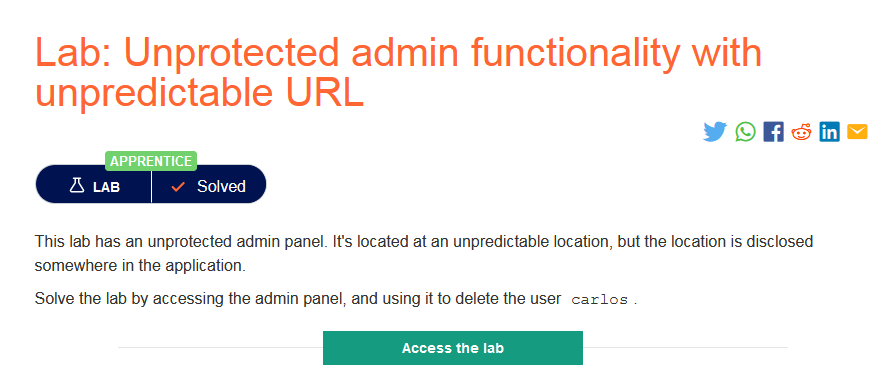 Lab: Unprotected admin functionality with
unpredictable URL
APPRENTICE
LAB
Solved
This lab has an unprotected admin panel. It's located at an unpredictable location, but the location is disclosed
somewhere in the application.
Solve the lab by accessing the admin panel, and using it to delete the user carlos .
Access the lab